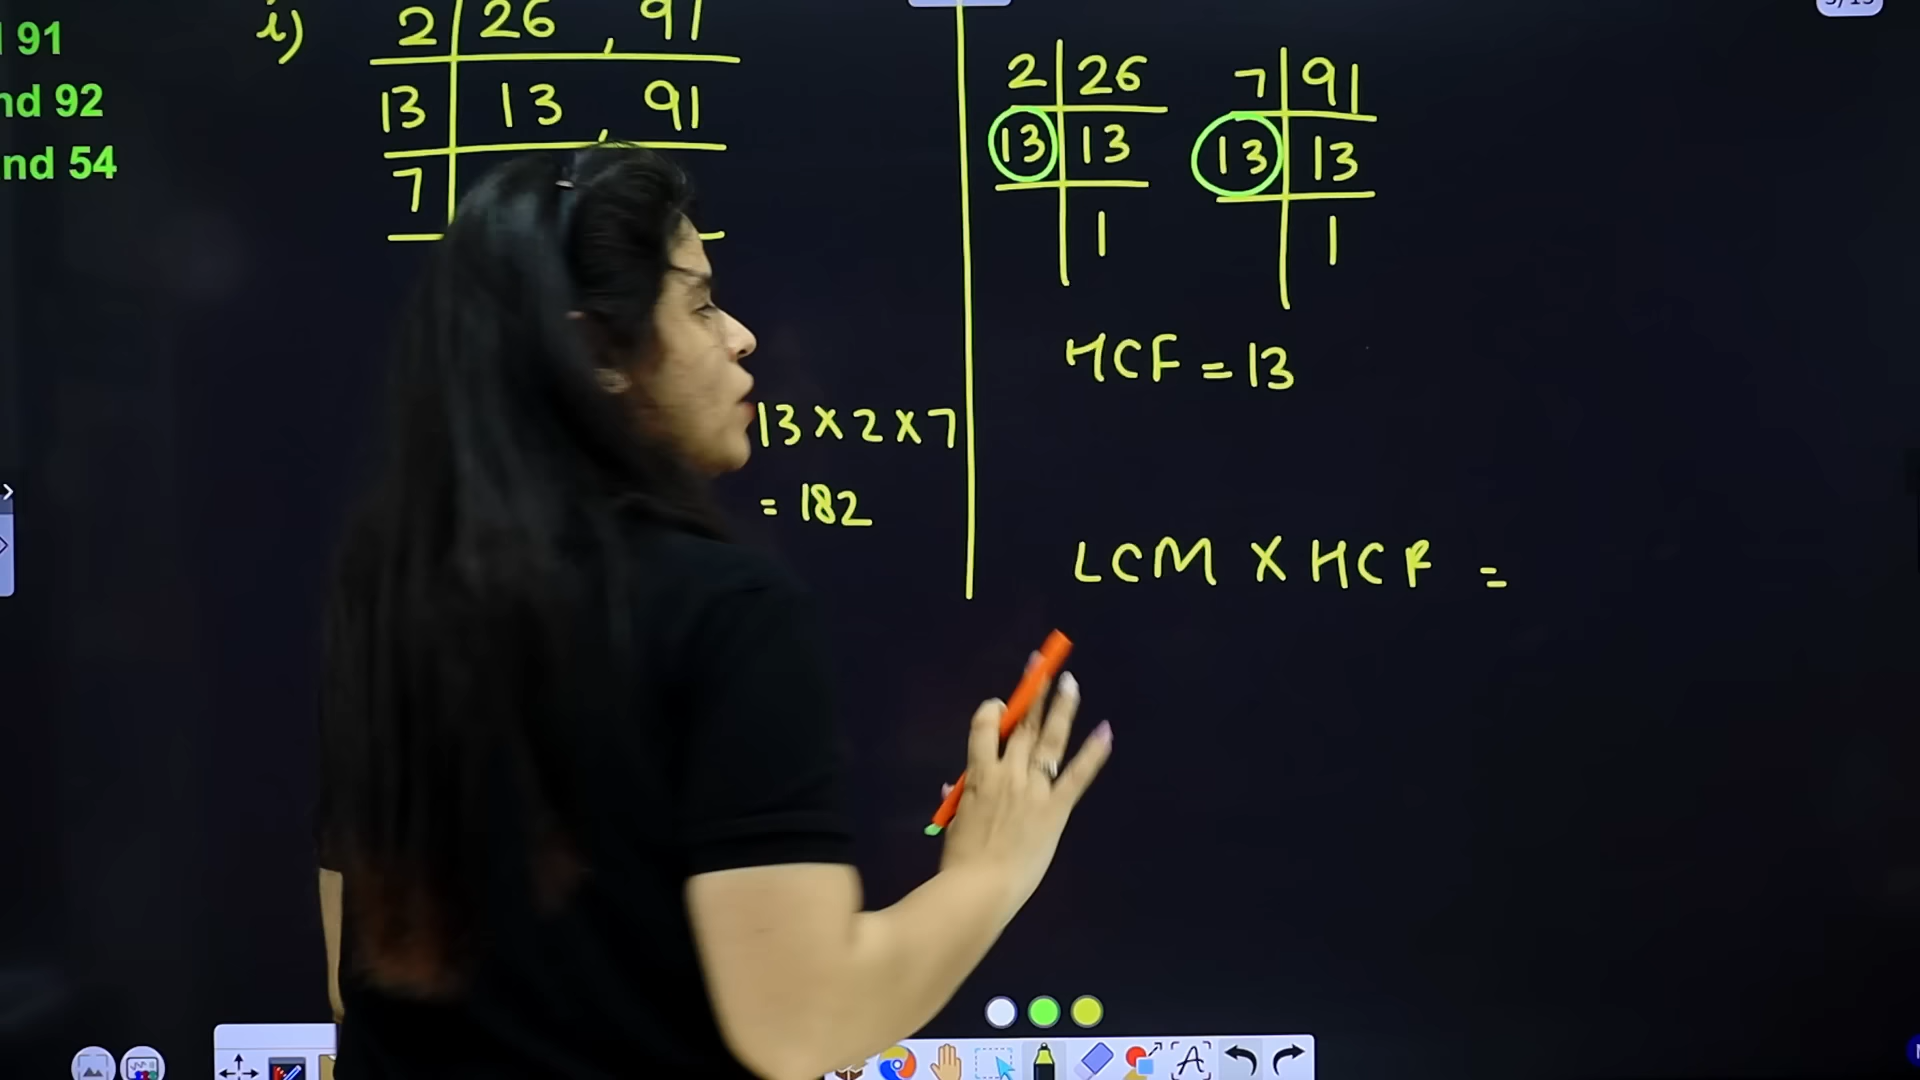 91
nd 92
nd 54
i)
2 26 , 91
13 13 , 91
7
13 × 2 × 7
= 182
2 26
13 13
1
7 91
13 13
1
HCF = 13
LCM X HCF =